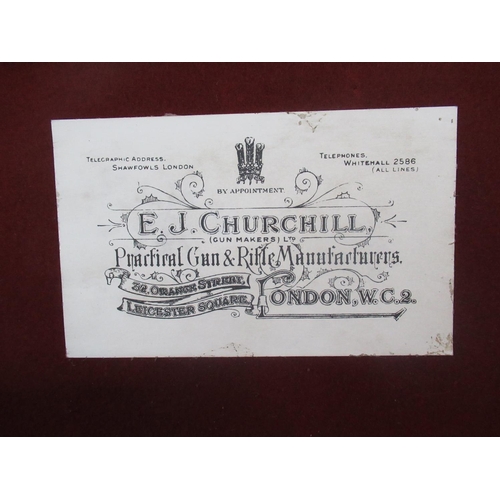 TELEGRAPHIC ADDRESS.
SHAWFOWLS LONDON
TELEPHONES,
WHITEHALL 2586
(ALL LINES)
BY APPOINTMENT.
E. J. CHURCHILL,
(GUN MAKERS) LTD
Practical Gun & Rifle Manufacturers.
32, ORANGE STREET,
LEICESTER SQUARE,
LONDON, W.C.2.